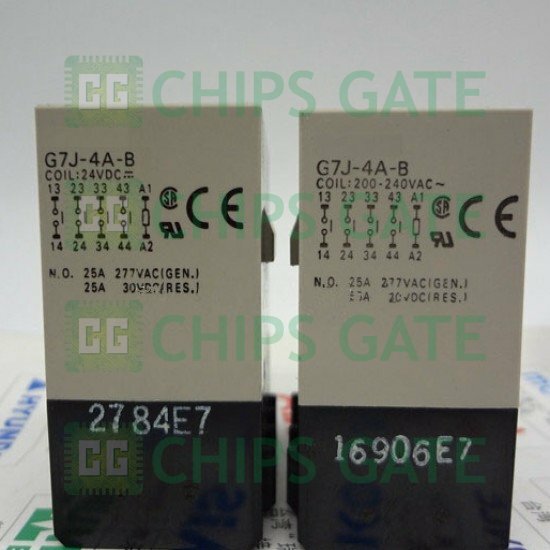 CHIPS GATE
G7J-4A-B
COIL:24VDC
13 23 33 43 A1
14 24 34 44 A2
N.O. 25A 277VAC(GEN.)
25A 30VDC(RES.)
2784E7
G7J-4A-B
COIL:200-240VAC~
13 23 33 43 A1
14 24 34 44 A2
N.O. 25A 277VAC(GEN.)
16906E7
CHIPS GATE
CHIPS GATE
HYUNDAI